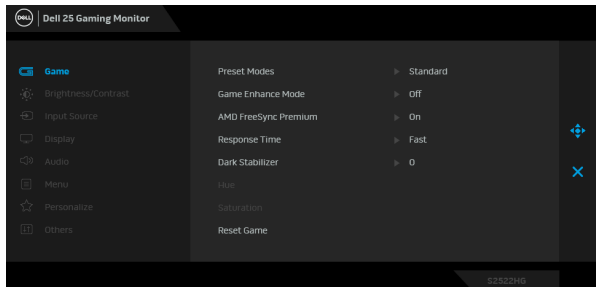 DELL
Dell 25 Gaming Monitor
Game
Brightness/Contrast
Input Source
Display
Audio
Menu
Personalize
Others
Preset Modes Standard
Game Enhance Mode Off
AMD FreeSync Premium On
Response Time Fast
Dark Stabilizer 0
Hue
Saturation
Reset Game
S2522HG